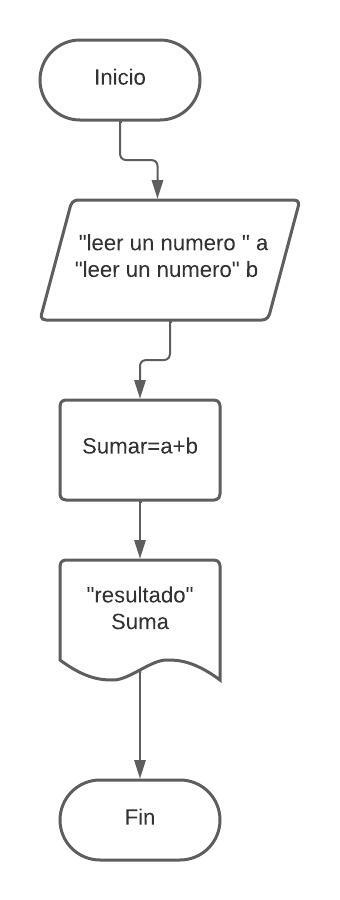 Inicio
"leer un numero " a
"leer un numero" b
Sumar=a+b
"resultado"
Suma
Fin